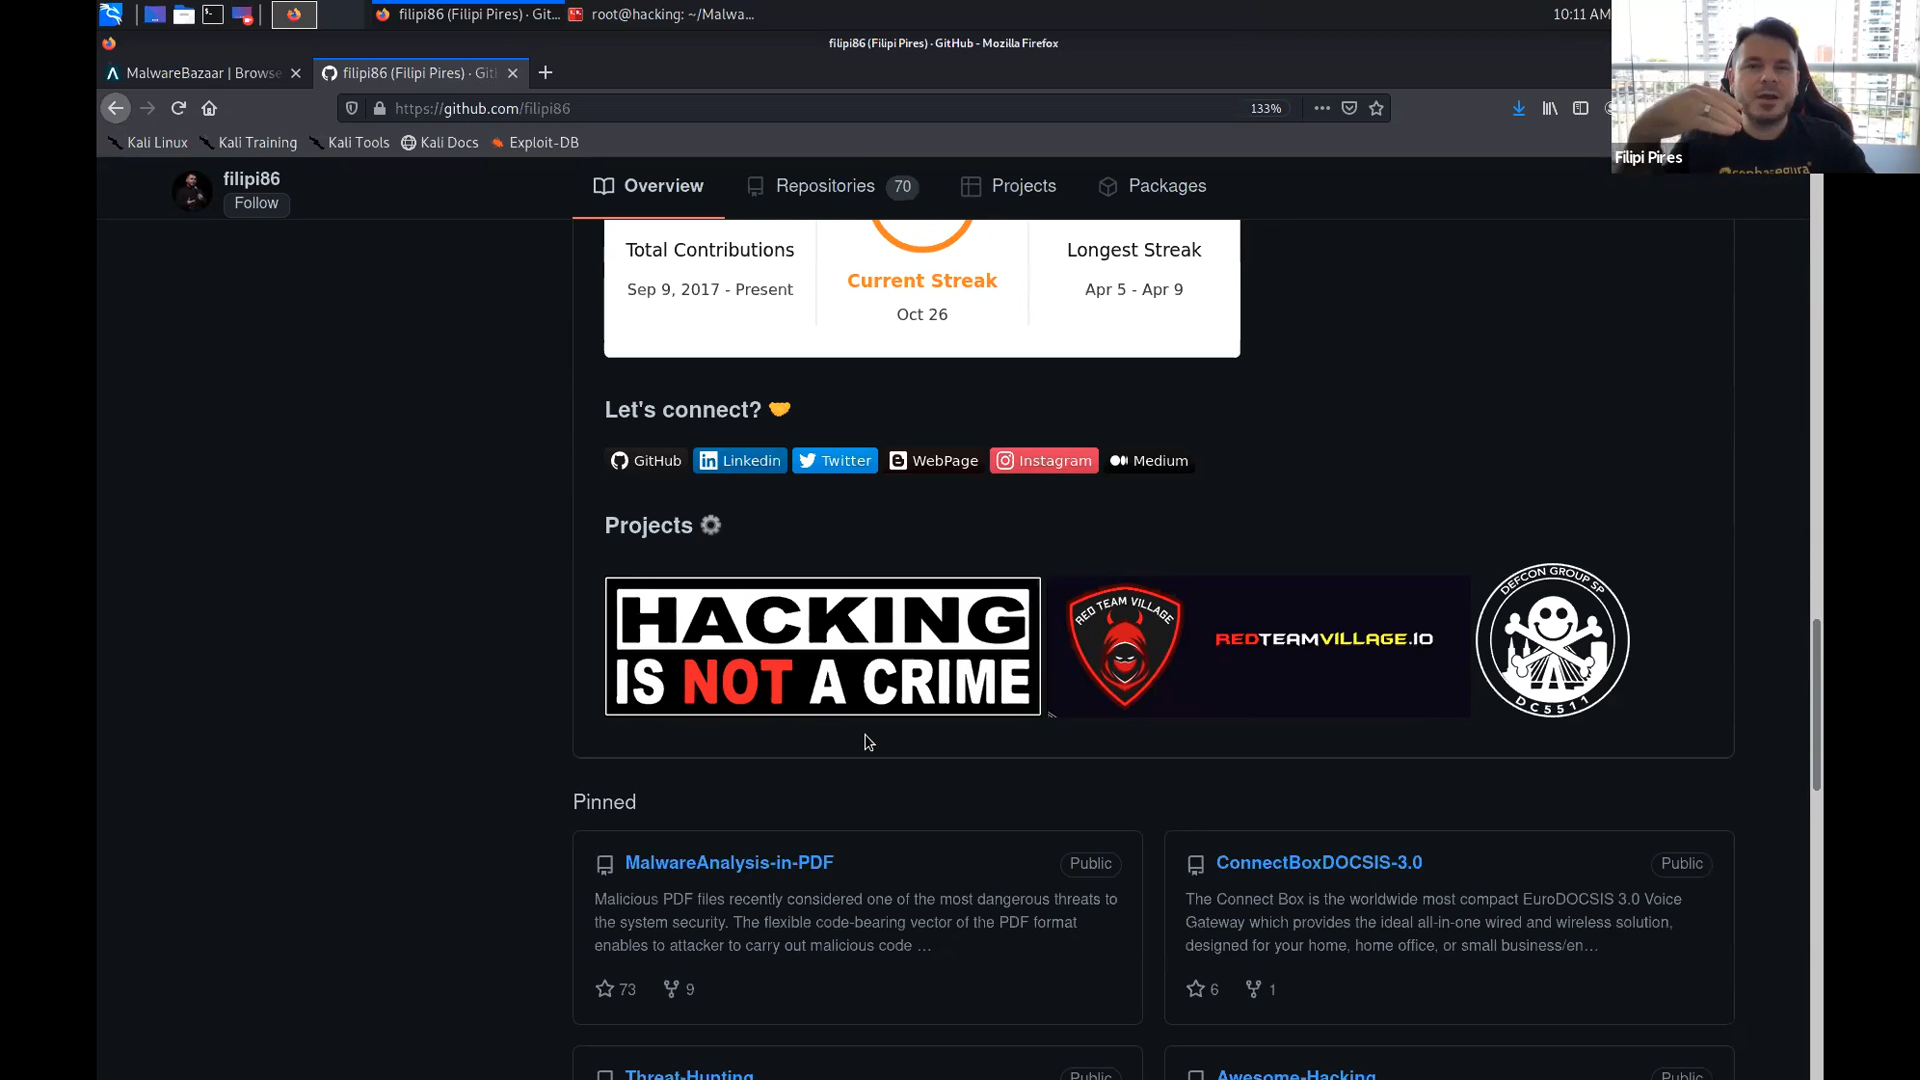 filipi86 (Filipi Pires) · Git...
root@hacking: ~/Malwa...
10:11 AM
filipi86 (Filipi Pires) · GitHub - Mozilla Firefox
MalwareBazaar | Browse
filipi86 (Filipi Pires) · Git
https://github.com/filipi86
133%
Kali Linux
Kali Training
Kali Tools
Kali Docs
Exploit-DB
Filipi Pires
filipi86
Follow
Overview
Repositories 70
Projects
Packages
Total Contributions
Sep 9, 2017 - Present
Current Streak
Oct 26
Longest Streak
Apr 5 - Apr 9
Let's connect? 🤝
GitHub
Linkedin
Twitter
WebPage
Instagram
Medium
Projects ⚙
HACKING
IS NOT A CRIME
RED TEAM VILLAGE
REDTEAMVILLAGE.IO
DEFCON GROUP SP
DC5511
Pinned
MalwareAnalysis-in-PDF
Public
Malicious PDF files recently considered one of the most dangerous threats to
the system security. The flexible code-bearing vector of the PDF format
enables to attacker to carry out malicious code ...
73
9
ConnectBoxDOCSIS-3.0
Public
The Connect Box is the worldwide most compact EuroDOCSIS 3.0 Voice
Gateway which provides the ideal all-in-one wired and wireless solution,
designed for your home, home office, or small business/en...
6
1
Threat-Hunting
Public
Awesome-Hacking
Public